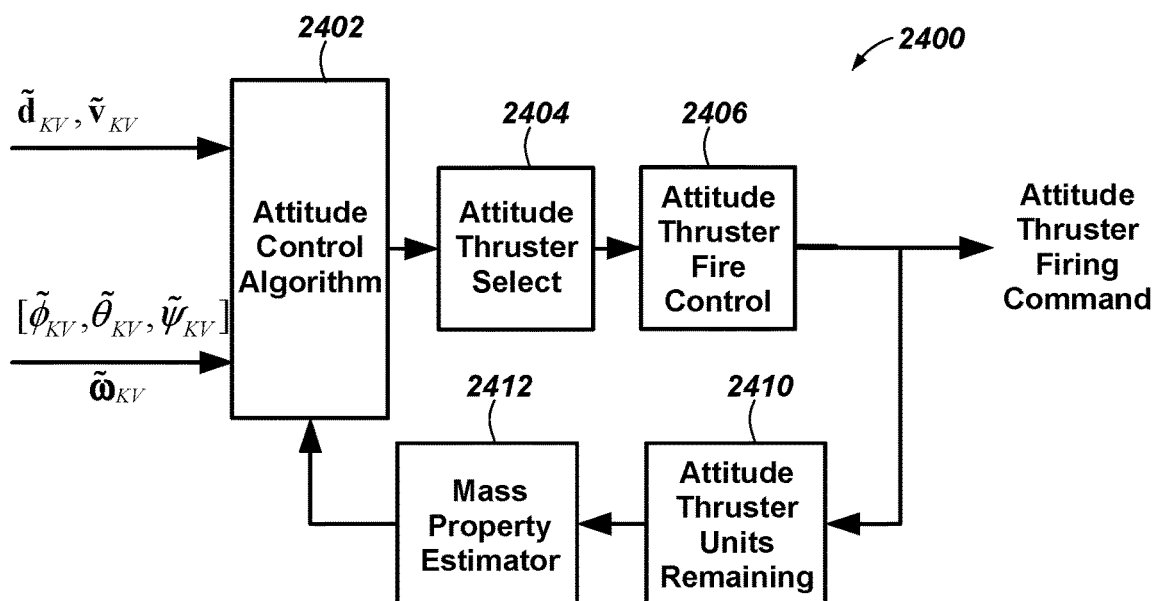 2402
2400
d̃_KV, ṽ_KV
2404
2406
Attitude
Control
Algorithm
Attitude
Thruster
Select
Attitude
Thruster
Fire
Control
Attitude
Thruster
Firing
Command
[ϕ̃_KV, θ̃_KV, ψ̃_KV]
ω̃_KV
2412
2410
Mass
Property
Estimator
Attitude
Thruster
Units
Remaining